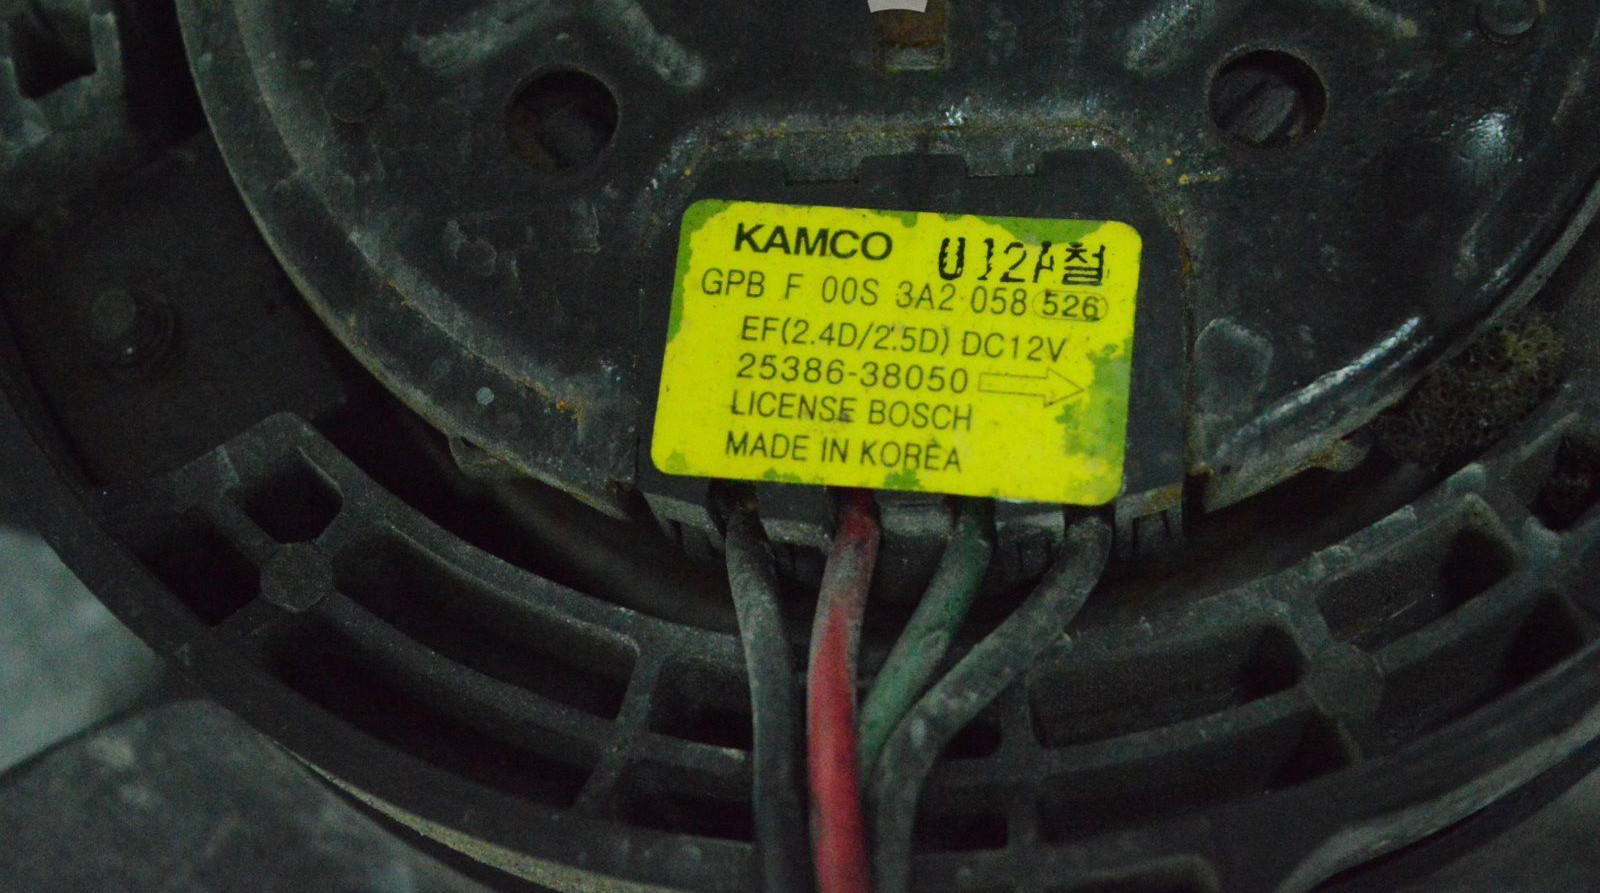 KAMCO U12A철
GPB F 00S 3A2 058 526
EF(2.4D/2.5D) DC12V
25386-38050
LICENSE BOSCH
MADE IN KOREA